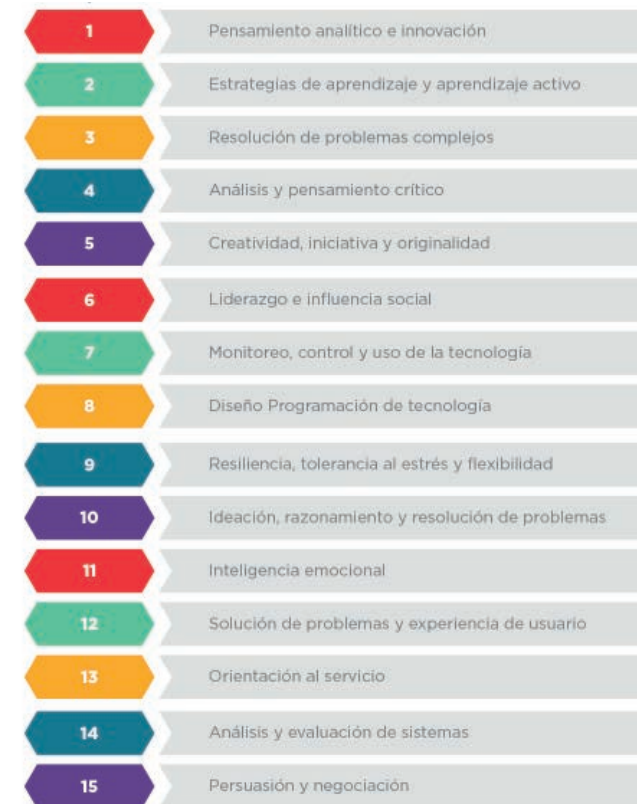 1 Pensamiento analítico e innovación
2 Estrategias de aprendizaje y aprendizaje activo
3 Resolución de problemas complejos
4 Análisis y pensamiento crítico
5 Creatividad, iniciativa y originalidad
6 Liderazgo e influencia social
7 Monitoreo, control y uso de la tecnología
8 Diseño Programación de tecnología
9 Resiliencia, tolerancia al estrés y flexibilidad
10 Ideación, razonamiento y resolución de problemas
11 Inteligencia emocional
12 Solución de problemas y experiencia de usuario
13 Orientación al servicio
14 Análisis y evaluación de sistemas
15 Persuasión y negociación